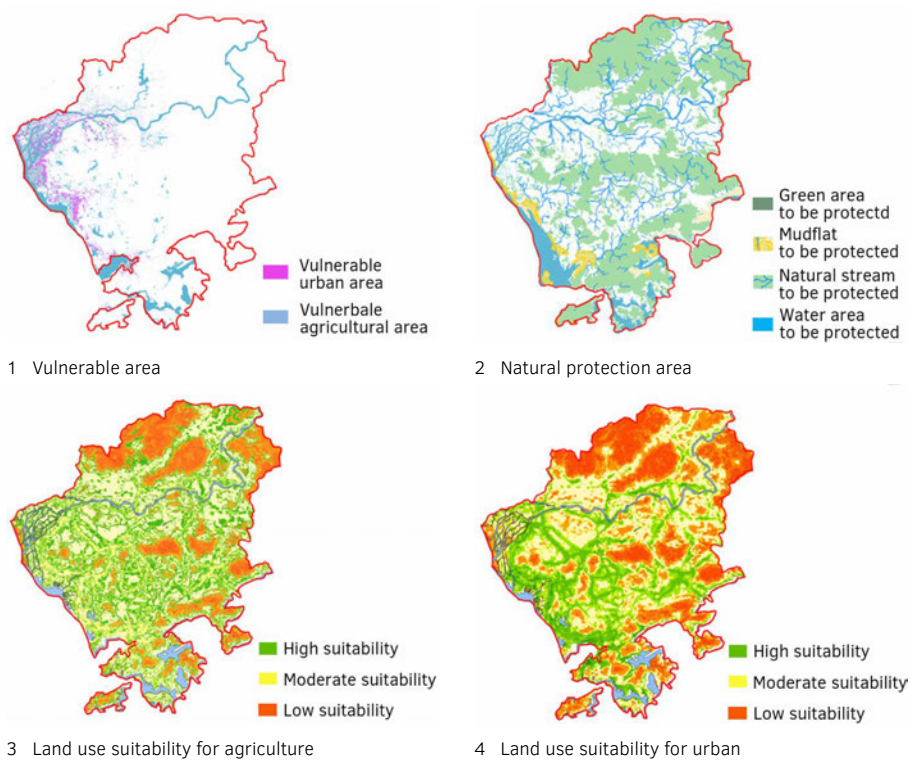 Vulnerable
urban area
Vulnerbale
agricultural area
Green area
to be protectd
Mudflat
to be protected
Natural stream
to be protected
Water area
to be protected
1 Vulnerable area
2 Natural protection area
High suitability
Moderate suitability
Low suitability
High suitability
Moderate suitability
Low suitability
3 Land use suitability for agriculture
4 Land use suitability for urban